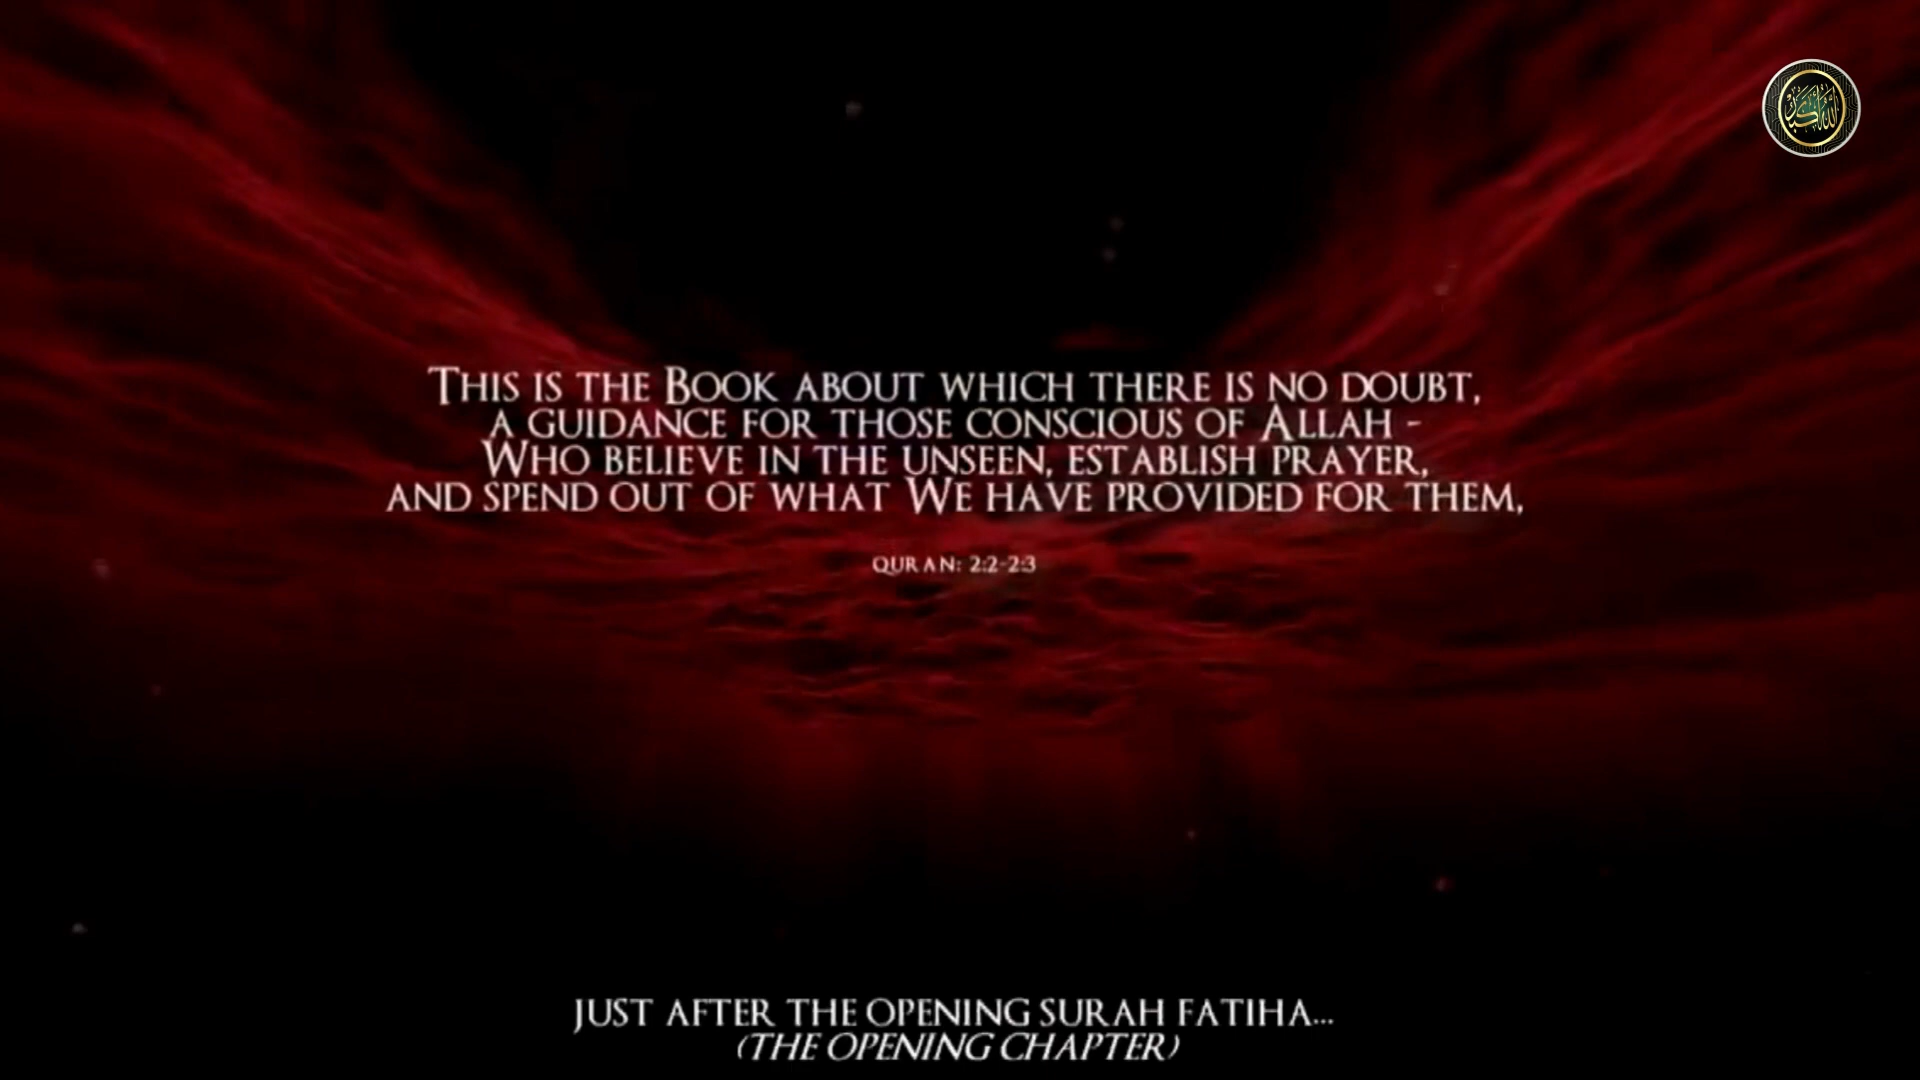 الله أكبر
This is the Book about which there is no doubt,
a guidance for those conscious of Allah -
Who believe in the unseen, establish prayer,
and spend out of what We have provided for them,
Quran: 2:2-2:3
Just after the opening Surah Fatiha...
(The Opening Chapter)